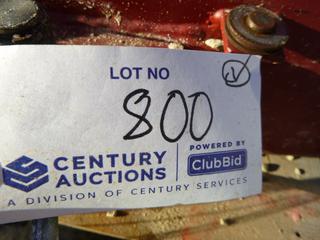 LOT NO
800
CENTURY
AUCTIONS
POWERED BY
ClubBid
A DIVISION OF CENTURY SERVICES